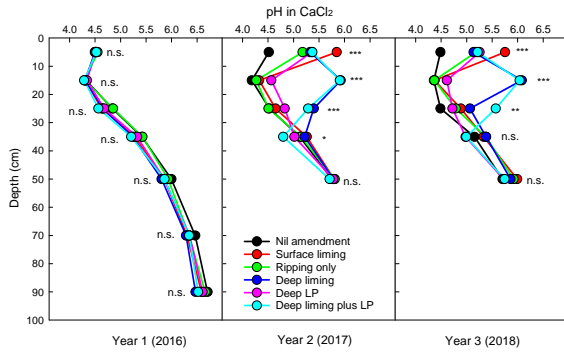 pH in CaCl2
4.0 4.5 5.0 5.5 6.0 6.5 4.0 4.5 5.0 5.5 6.0 6.5 4.0 4.5 5.0 5.5 6.0 6.5
0
n.s. *** ***
10
n.s. *** ***
20
n.s. *** **
30
n.s. * n.s.
40
n.s. n.s. n.s.
50
60
n.s.
70
80
n.s.
90
100
Depth (cm)
Nil amendment
Surface liming
Ripping only
Deep liming
Deep LP
Deep liming plus LP
Year 1 (2016) Year 2 (2017) Year 3 (2018)